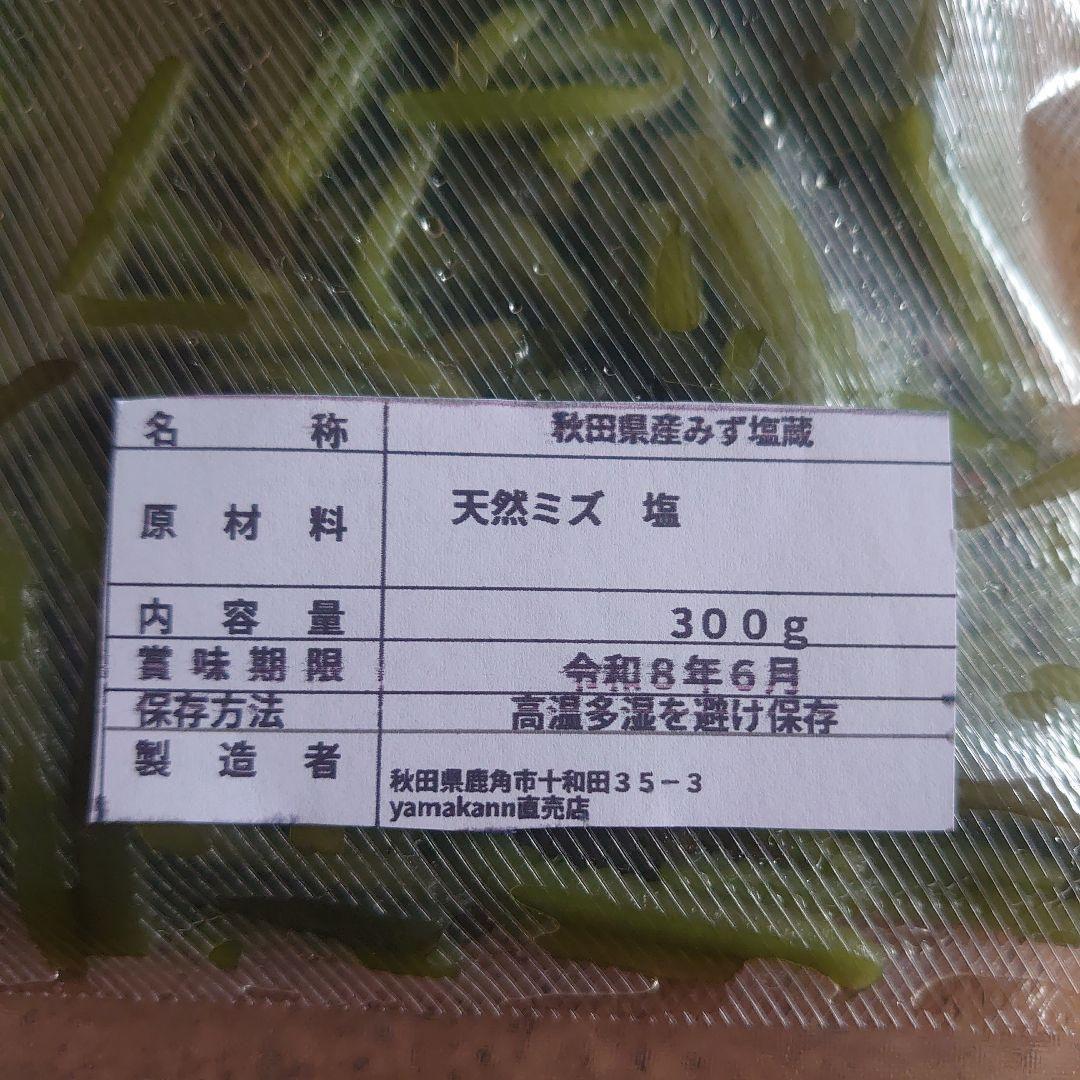 名称 秋田県産みず塩蔵
原材料 天然ミズ 塩
内容量 300g
賞味期限 令和8年6月
保存方法 高温多湿を避け保存
製造者 秋田県鹿角市十和田35－3
yamakann直売店